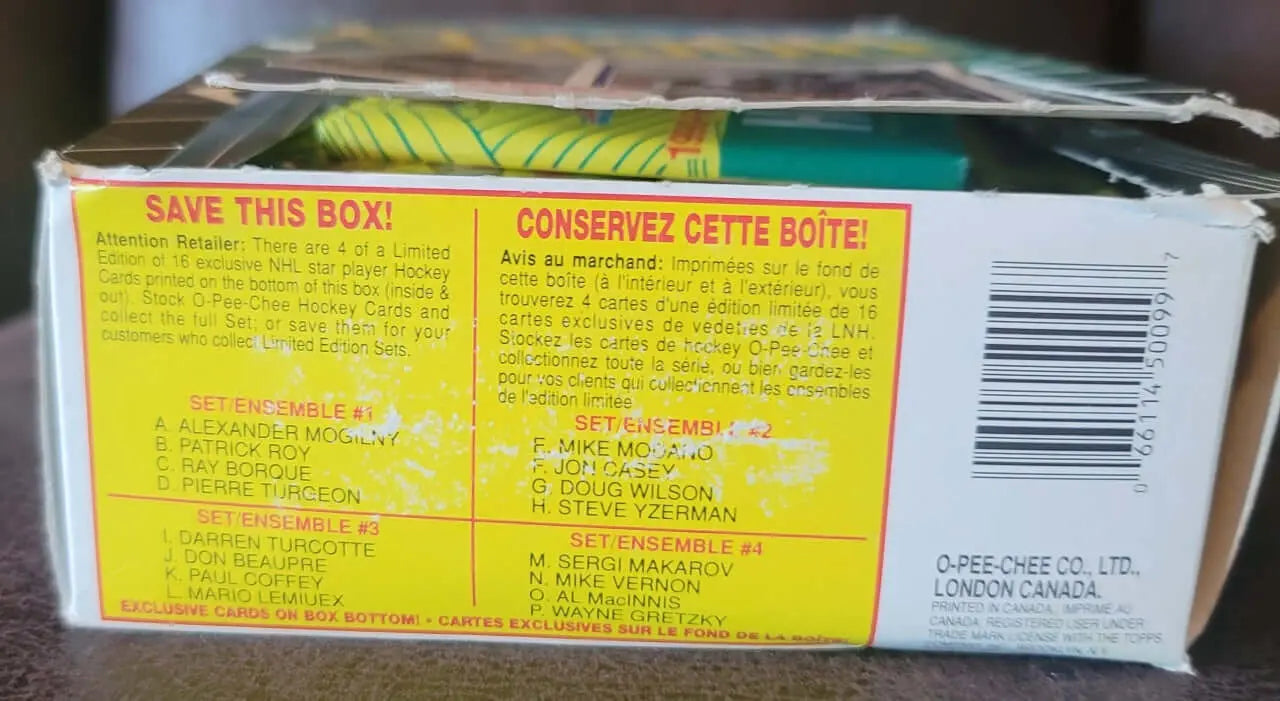 SAVE THIS BOX!
Attention Retailer: There are 4 of a Limited
Edition of 16 exclusive NHL star player Hockey
Cards printed on the bottom of this box (inside &
out). Stock O-Pee-Chee Hockey Cards and
collect the full Set; or save them for your
customers who collect Limited Edition Sets.
CONSERVEZ CETTE BOÎTE!
Avis au marchand: Imprimées sur le fond de
cette boîte (à l'intérieur et à l'extérieur), vous
trouverez 4 cartes d'une édition limitée de 16
cartes exclusives de vedettes de la LNH.
Stockez les cartes de hockey O-Pee-Chee et
collectionnez toute la série, ou bien gardez-les
pour vos clients qui collectionnent les ensembles
de l'edition limitée
SET/ENSEMBLE #1
A. ALEXANDER MOGILNY
B. PATRICK ROY
C. RAY BORQUE
D. PIERRE TURGEON
SET/ENSEMBLE #2
E. MIKE MODANO
F. JON CASEY
G. DOUG WILSON
H. STEVE YZERMAN
SET/ENSEMBLE #3
I. DARREN TURCOTTE
J. DON BEAUPRE
K. PAUL COFFEY
L. MARIO LEMIUEX
SET/ENSEMBLE #4
M. SERGI MAKAROV
N. MIKE VERNON
O. AL MacINNIS
P. WAYNE GRETZKY
EXCLUSIVE CARDS ON BOX BOTTOM! • CARTES EXCLUSIVES SUR LE FOND DE LA BOÎTE!
0 66114 50099 7
O-PEE-CHEE CO., LTD.,
LONDON CANADA.
PRINTED IN CANADA, IMPRIMÉ AU
CANADA, REGISTERED USER UNDER
TRADE MARK LICENSE WITH THE TOPPS